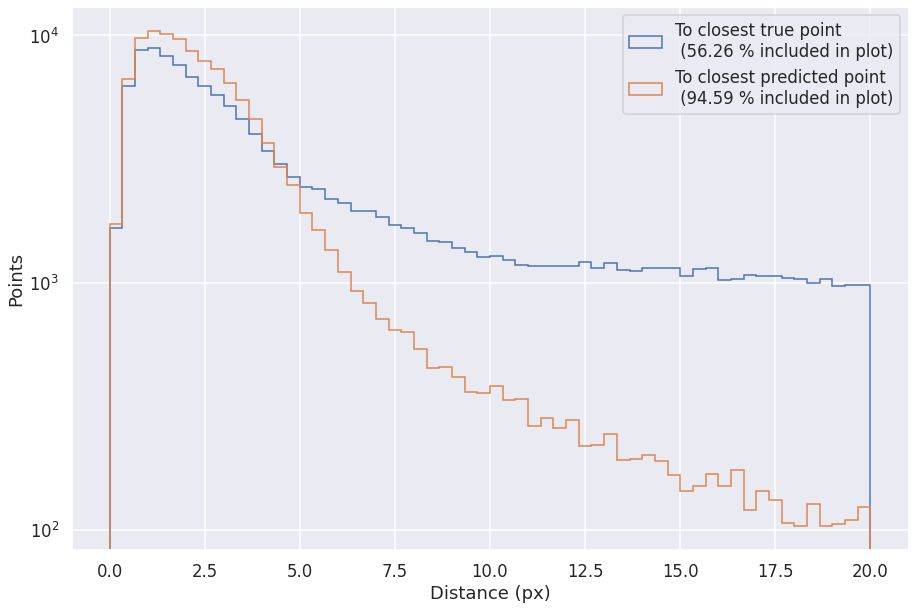 To closest true point
(56.26 % included in plot)
To closest predicted point
(94.59 % included in plot)
Points
10⁴
10³
10²
0.0 2.5 5.0 7.5 10.0 12.5 15.0 17.5 20.0
Distance (px)